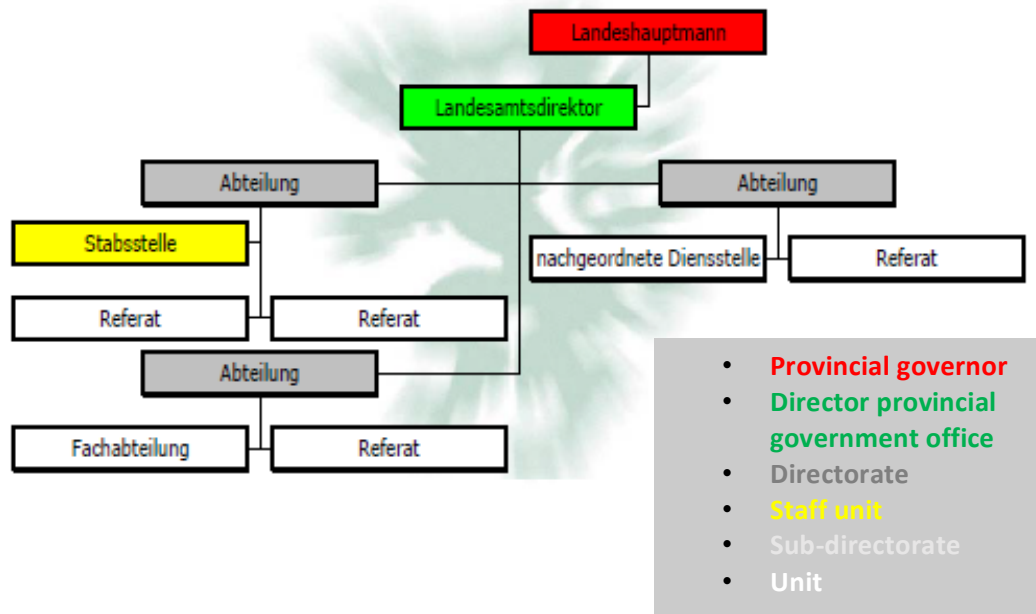 Landeshauptmann
Landesamtsdirektor
Abteilung
Abteilung
Stabsstelle
nachgeordnete Diensstelle
Referat
Referat
Referat
Abteilung
Fachabteilung
Referat
• Provincial governor
• Director provincial
government office
• Directorate
• Staff unit
• Sub-directorate
• Unit